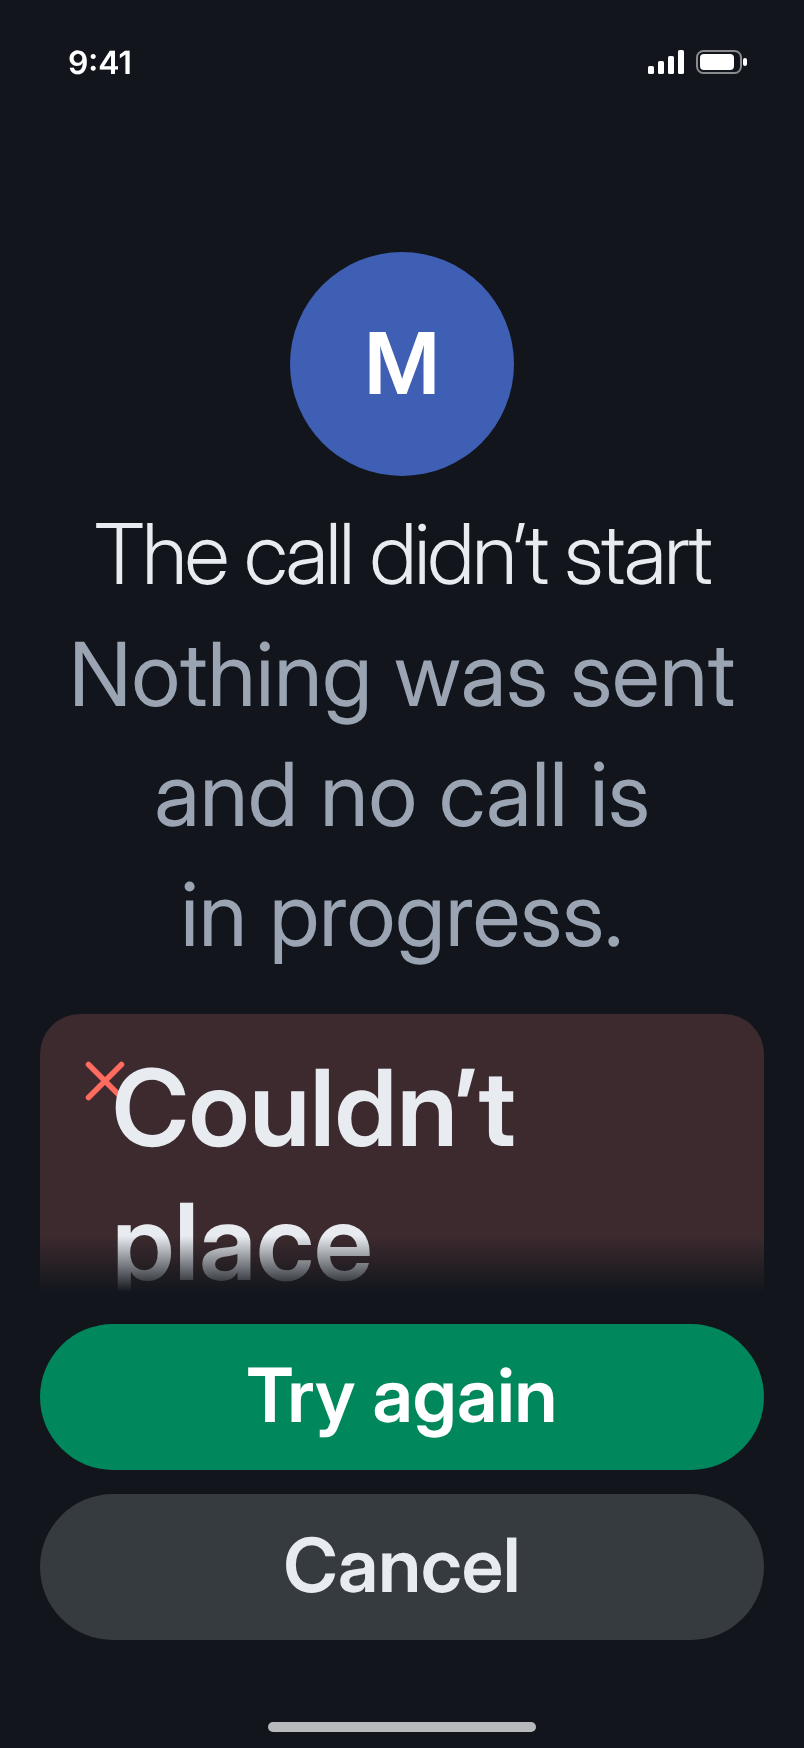 9:41
M
The call didn’t start
Nothing was sent
and no call is
in progress.
Couldn’t
place
Try again
Cancel